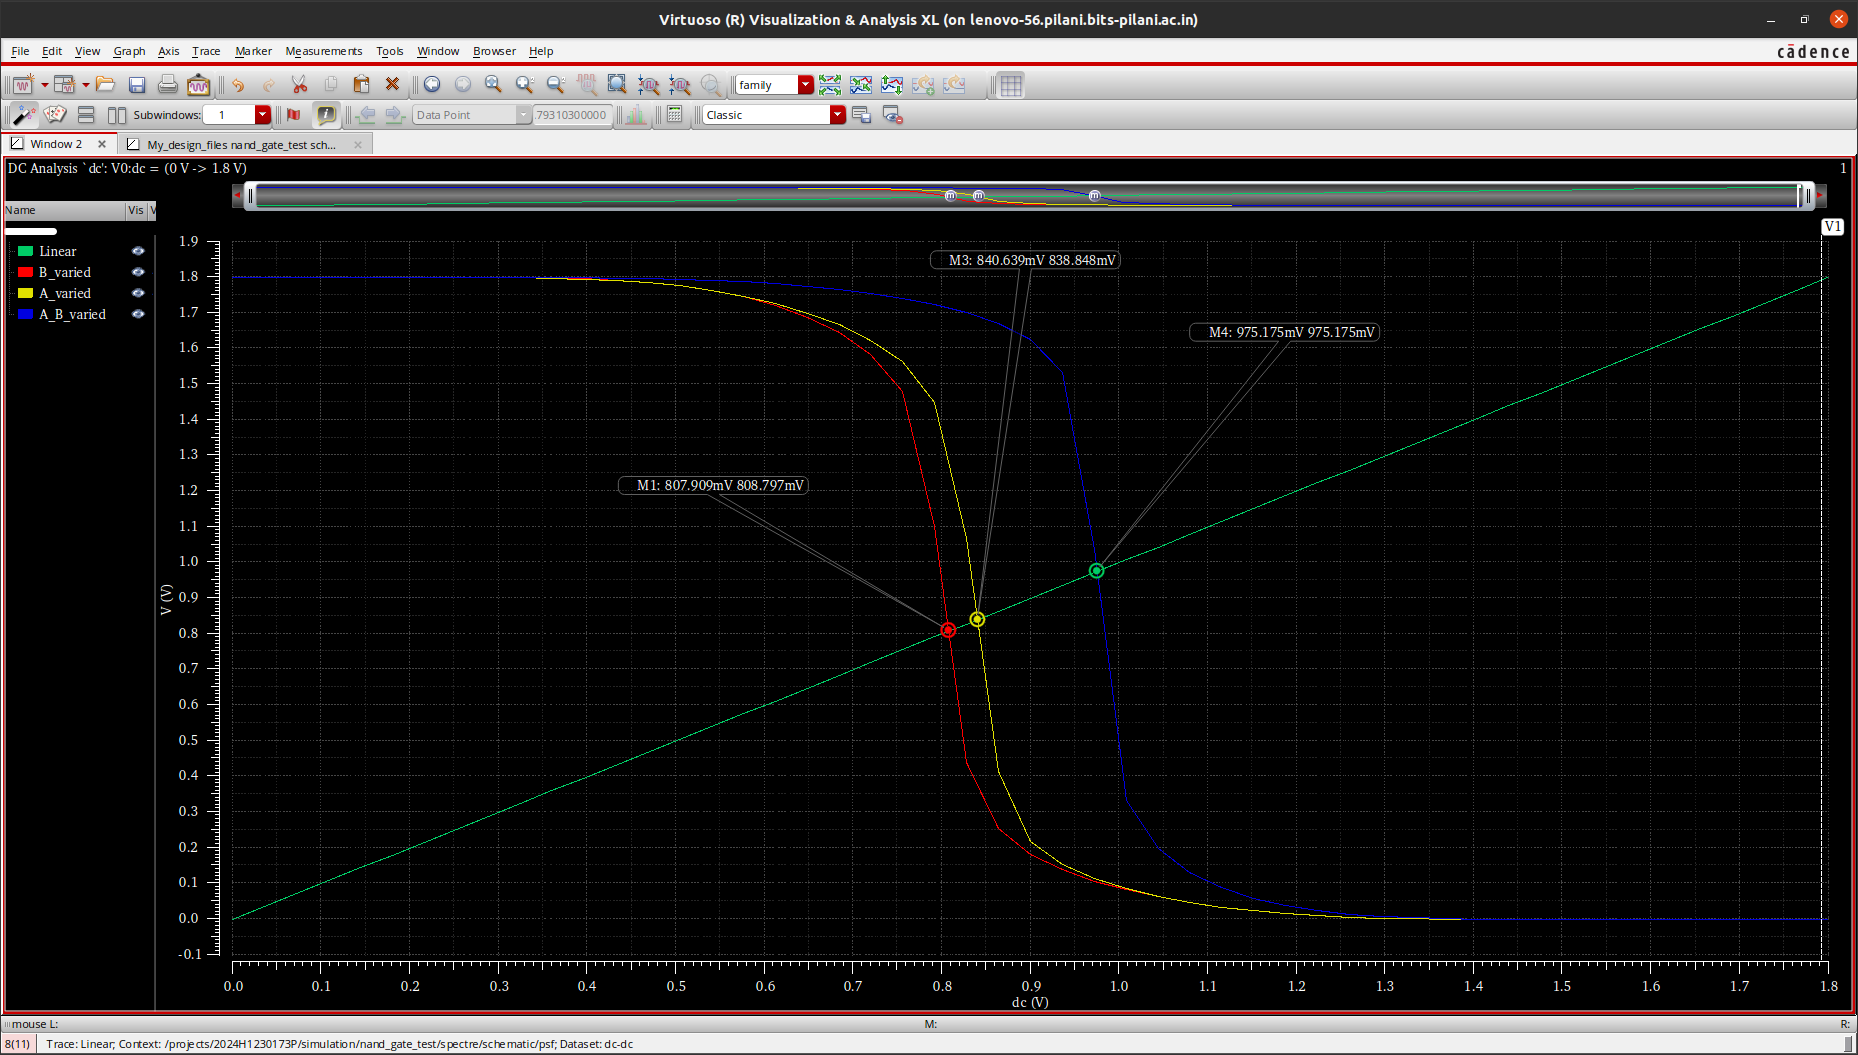 Virtuoso (R) Visualization & Analysis XL (on lenovo-56.pilani.bits-pilani.ac.in)
File Edit View Graph Axis Trace Marker Measurements Tools Window Browser Help
cādence
family
Subwindows: 1
Data Point
.79310300000
Classic
Window 2
My_design_files nand_gate_test sch...
DC Analysis `dc': V0:dc = (0 V -> 1.8 V)
1
Name Vis V
V1
Linear
B_varied
A_varied
A_B_varied
M3: 840.639mV 838.848mV
M4: 975.175mV 975.175mV
M1: 807.909mV 808.797mV
V (V)
1.9
1.8
1.7
1.6
1.5
1.4
1.3
1.2
1.1
1.0
0.9
0.8
0.7
0.6
0.5
0.4
0.3
0.2
0.1
0.0
-0.1
0.0 0.1 0.2 0.3 0.4 0.5 0.6 0.7 0.8 0.9 1.0 1.1 1.2 1.3 1.4 1.5 1.6 1.7 1.8
dc (V)
mouse L: M: R:
8(11) Trace: Linear; Context: /projects/2024H1230173P/simulation/nand_gate_test/spectre/schematic/psf; Dataset: dc-dc